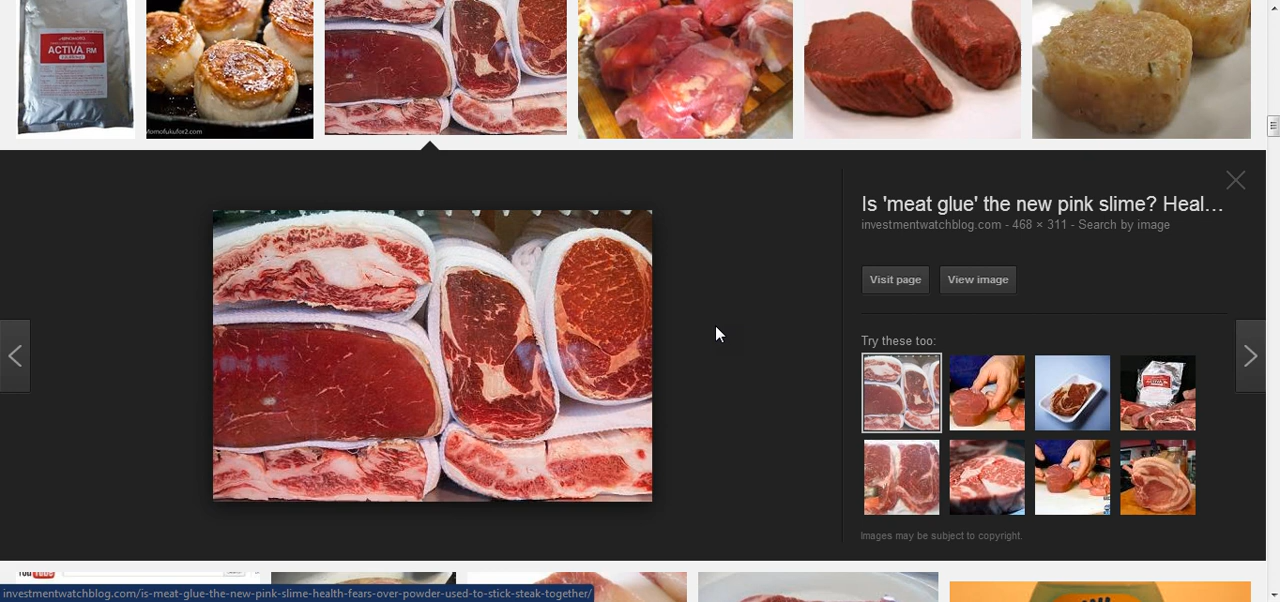 ACTIVA RM
Momofukufor2.com
Is 'meat glue' the new pink slime? Heal...
investmentwatchblog.com - 468 × 311 - Search by image
Visit page
View image
Try these too:
Images may be subject to copyright.
investmentwatchblog.com/is-meat-glue-the-new-pink-slime-health-fears-over-powder-used-to-stick-steak-together/